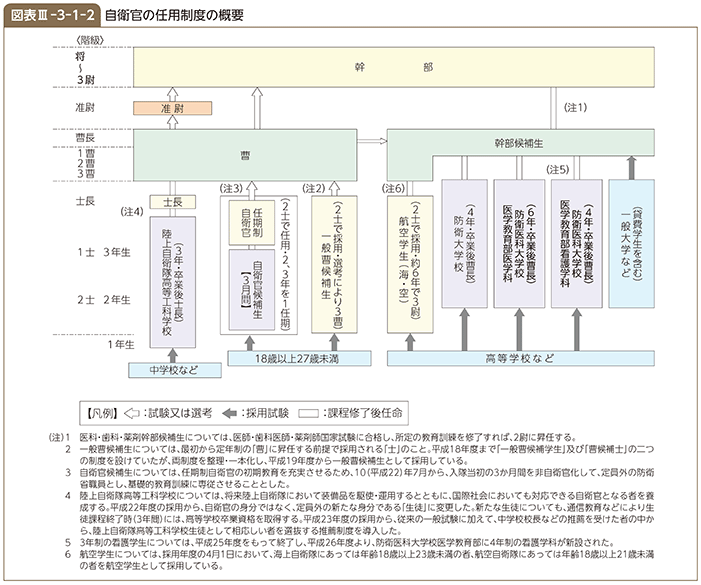 図表Ⅲ-3-1-2 自衛官の任用制度の概要
〈階級〉
将
～
3尉
幹部
准尉
准尉
(注1)
曹長
1曹
2曹
3曹
曹
幹部候補生
士長
1士 3年生
2士 2年生
1年生
(注4)
士長
陸上自衛隊高等工科学校
(3年・卒業後士長)
(注3)
任期制
自衛官
自衛官候補生
【3月間】
(2士で任用・2、3年を1任期)
(注2)
一般曹候補生
(2士で採用・選考により3曹)
(注6)
航空学生(海・空)
(2士で採用・約6年で3尉)
防衛大学校
(4年・卒業後曹長)
医学教育部医学科
防衛医科大学校
(6年・卒業後曹長)
(注5)
医学教育部看護学科
防衛医科大学校
(4年・卒業後曹長)
一般大学など
(貸費学生を含む)
中学校など
18歳以上27歳未満
高等学校など
【凡例】 :試験又は選考 :採用試験 :課程修了後任命
(注)1 医科・歯科・薬剤幹部候補生については、医師・歯科医師・薬剤師国家試験に合格し、所定の教育訓練を修了すれば、2尉に昇任する。
2 一般曹候補生については、最初から定年制の「曹」に昇任する前提で採用される「士」のこと。平成18年度まで「一般曹候補学生」及び「曹候補士」の二つ
の制度を設けていたが、両制度を整理・一本化し、平成19年度から一般曹候補生として採用している。
3 自衛官候補生については、任期制自衛官の初期教育を充実させるため、10(平成22)年7月から、入隊当初の3か月間を非自衛官化して、定員外の防衛
省職員とし、基礎的教育訓練に専従させることとした。
4 陸上自衛隊高等工科学校については、将来陸上自衛隊において装備品を駆使・運用するとともに、国際社会においても対応できる自衛官となる者を養
成する。平成22年度の採用から、自衛官の身分ではなく、定員外の新たな身分である「生徒」に変更した。新たな生徒についても、通信教育などにより生
徒課程終了時(3年間)には、高等学校卒業資格を取得する。平成23年度の採用から、従来の一般試験に加えて、中学校校長などの推薦を受けた者の中か
ら、陸上自衛隊高等工科学校生徒として相応しい者を選抜する推薦制度を導入した。
5 3年制の看護学生については、平成25年度をもって終了し、平成26年度より、防衛医科大学校医学教育部に4年制の看護学科が新設された。
6 航空学生については、採用年度の4月1日において、海上自衛隊にあっては年齢18歳以上23歳未満の者、航空自衛隊にあっては年齢18歳以上21歳未満
の者を航空学生として採用している。